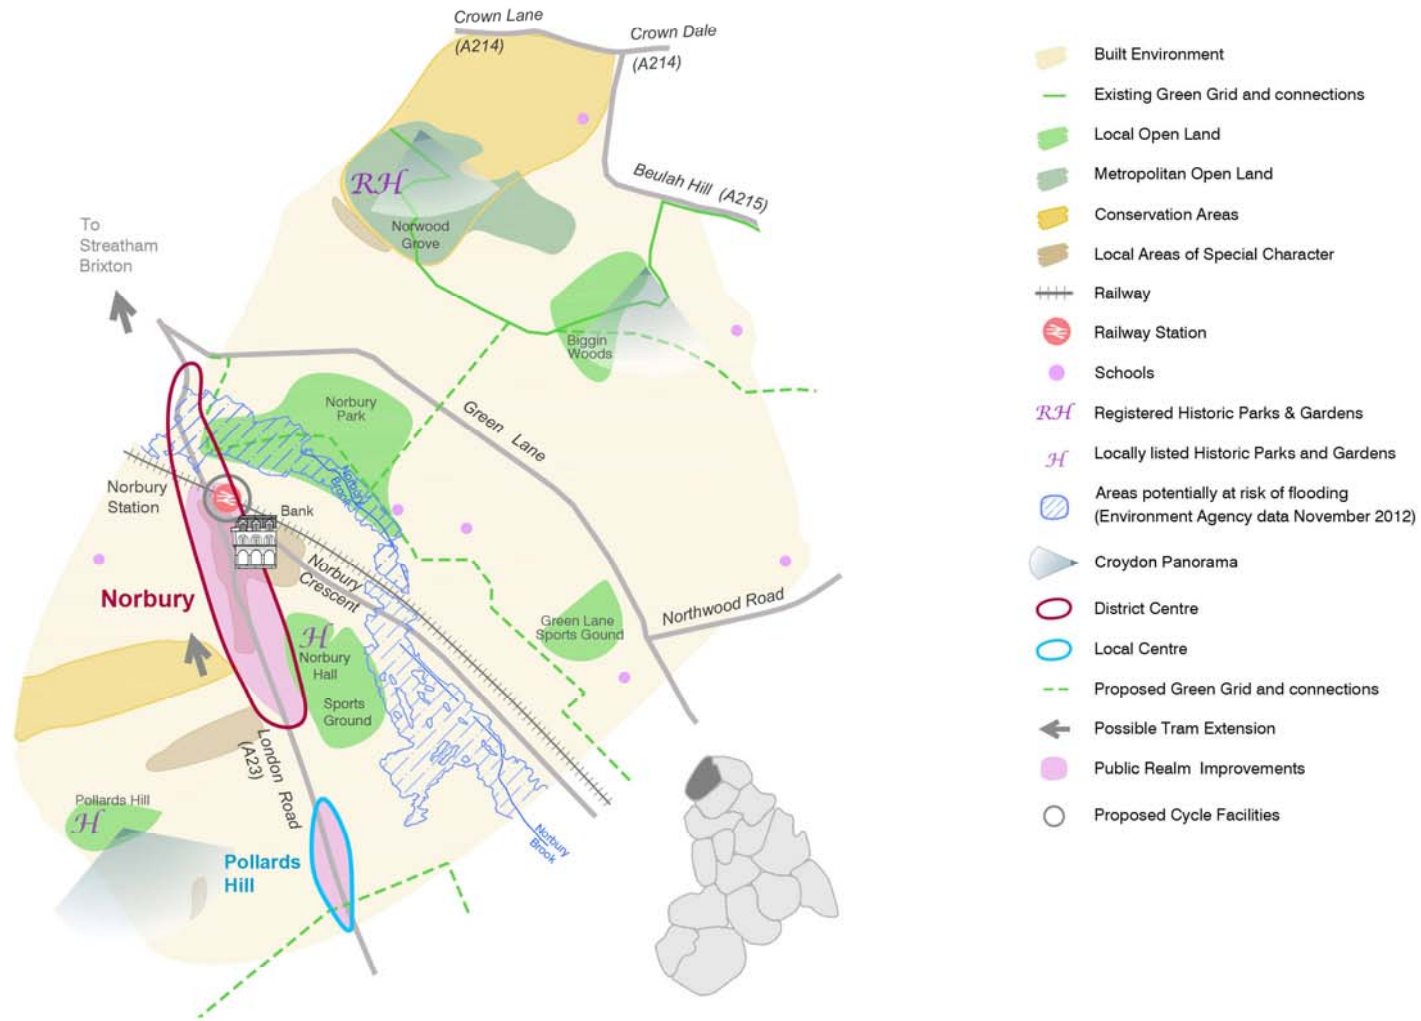 Crown Lane
(A214)
Crown Dale
(A214)
Beulah Hill (A215)
RH
Norwood
Grove
To
Streatham
Brixton
Biggin
Woods
Norbury
Park
Green Lane
Norbury
Brook
Norbury
Station
Bank
Norbury
Crescent
Norbury
Northwood Road
Green Lane
Sports Gound
H
Norbury
Hall
Sports
Ground
London Road
(A23)
Pollards Hill
H
Pollards
Hill
Norbury
Brook
Built Environment
Existing Green Grid and connections
Local Open Land
Metropolitan Open Land
Conservation Areas
Local Areas of Special Character
Railway
Railway Station
Schools
RH Registered Historic Parks & Gardens
H Locally listed Historic Parks and Gardens
Areas potentially at risk of flooding
(Environment Agency data November 2012)
Croydon Panorama
District Centre
Local Centre
Proposed Green Grid and connections
Possible Tram Extension
Public Realm Improvements
Proposed Cycle Facilities